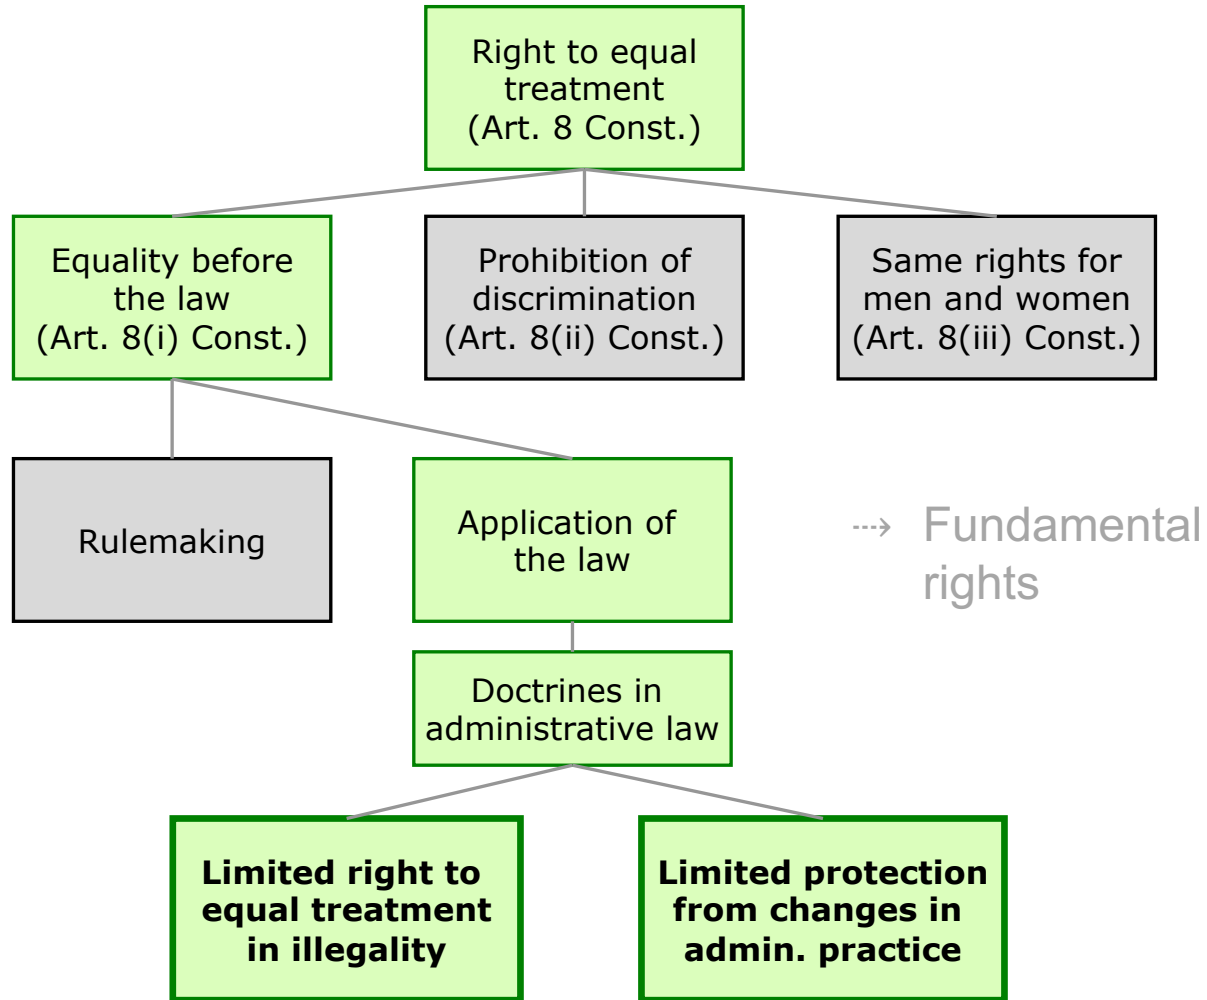 Right to equal
treatment
(Art. 8 Const.)
Equality before
the law
(Art. 8(i) Const.)
Prohibition of
discrimination
(Art. 8(ii) Const.)
Same rights for
men and women
(Art. 8(iii) Const.)
Rulemaking
Application of
the law
⤏ Fundamental
rights
Doctrines in
administrative law
Limited right to
equal treatment
in illegality
Limited protection
from changes in
admin. practice